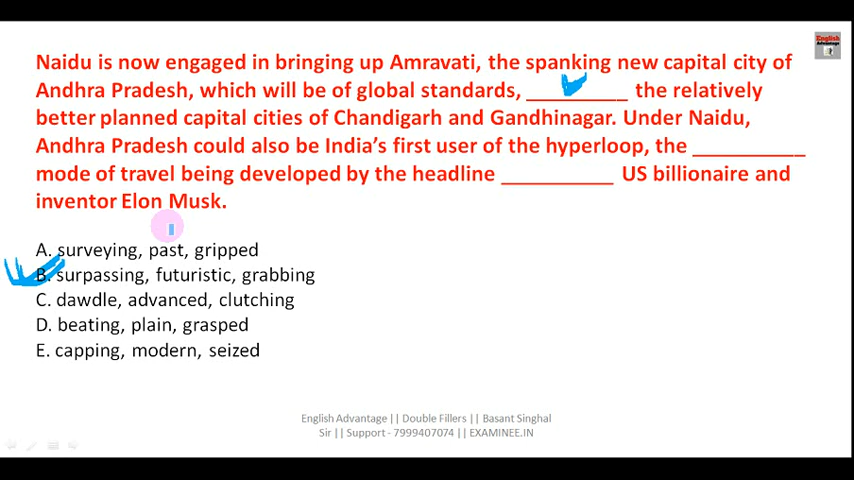 English
Advantage
Naidu is now engaged in bringing up Amravati, the spanking new capital city of
Andhra Pradesh, which will be of global standards, __________ the relatively
better planned capital cities of Chandigarh and Gandhinagar. Under Naidu,
Andhra Pradesh could also be India's first user of the hyperloop, the ___________
mode of travel being developed by the headline ___________ US billionaire and
inventor Elon Musk.
A. surveying, past, gripped
B. surpassing, futuristic, grabbing
C. dawdle, advanced, clutching
D. beating, plain, grasped
E. capping, modern, seized
English Advantage || Double Fillers || Basant Singhal
Sir || Support - 7999407074 || EXAMINEE.IN